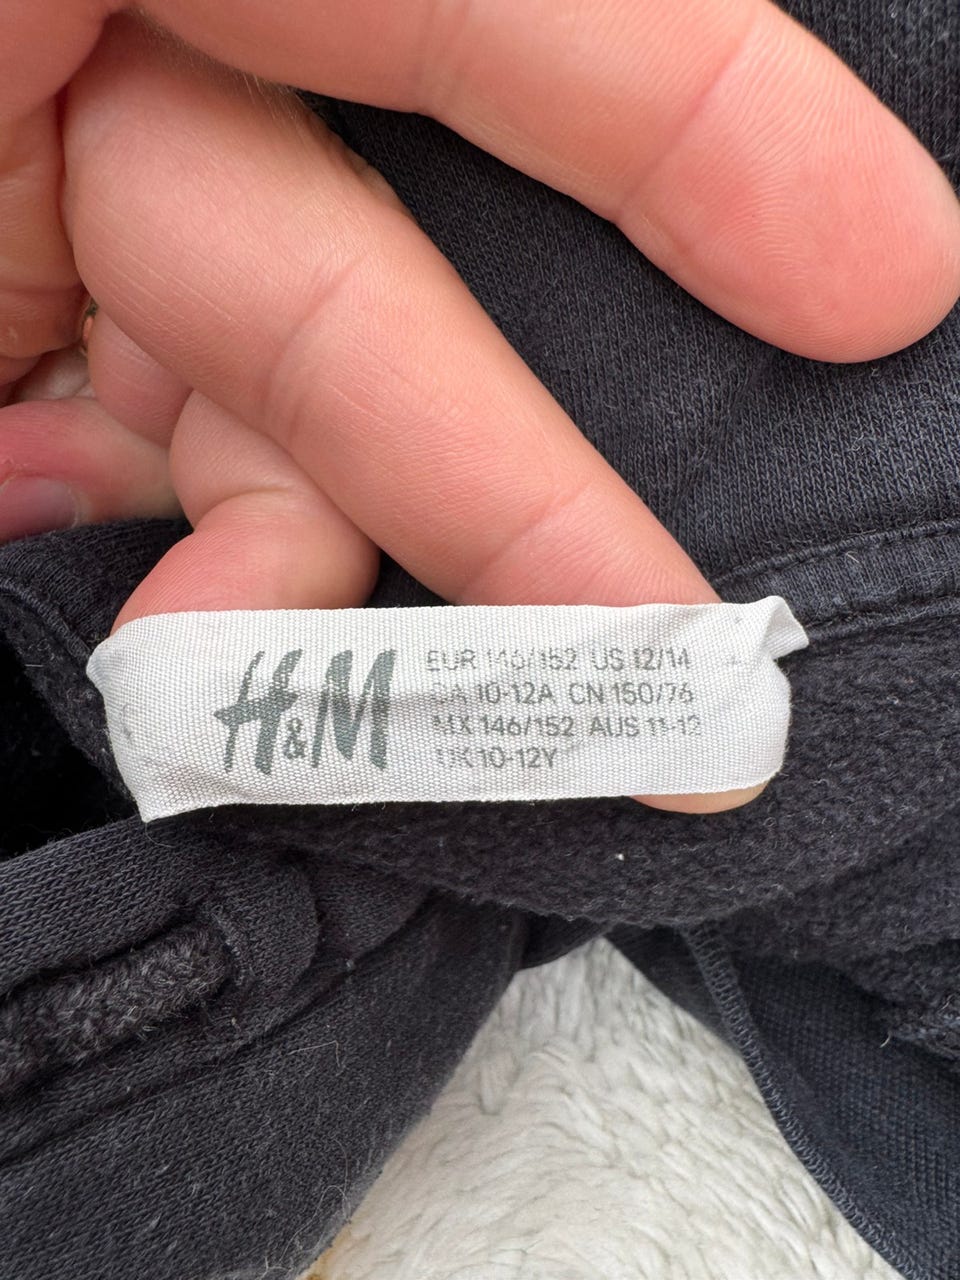 H&M
EUR 146/152 US 12/14
CA 10-12A CN 150/76
MX 146/152 AUS 11-12
UK 10-12Y